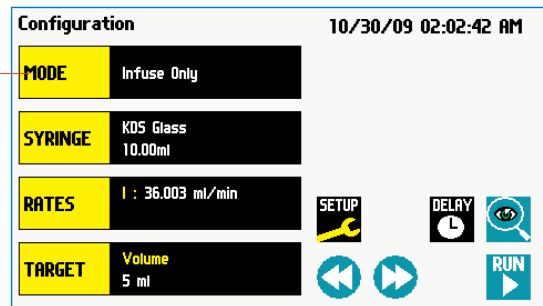 Configuration
10/30/09 02:02:42 AM
MODE
Infuse Only
SYRINGE
KDS Glass
10.00ml
RATES
I : 36.003 ml/min
SETUP
DELAY
TARGET
Volume
5 ml
RUN